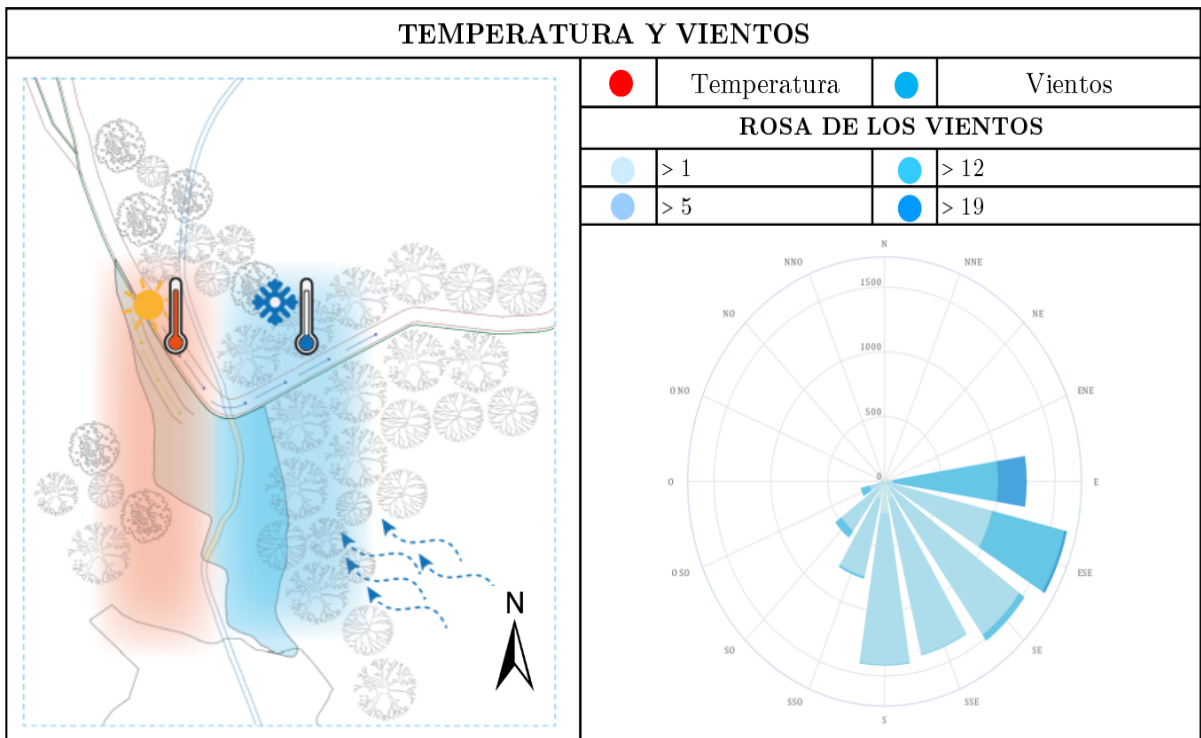 TEMPERATURA Y VIENTOS
Temperatura
Vientos
ROSA DE LOS VIENTOS
> 1
> 12
> 5
> 19
N
NNO
NNE
1500
NO
NE
1000
ONO
ENE
500
0
O
E
OSO
ESE
SO
SE
SSO
SSE
S
N